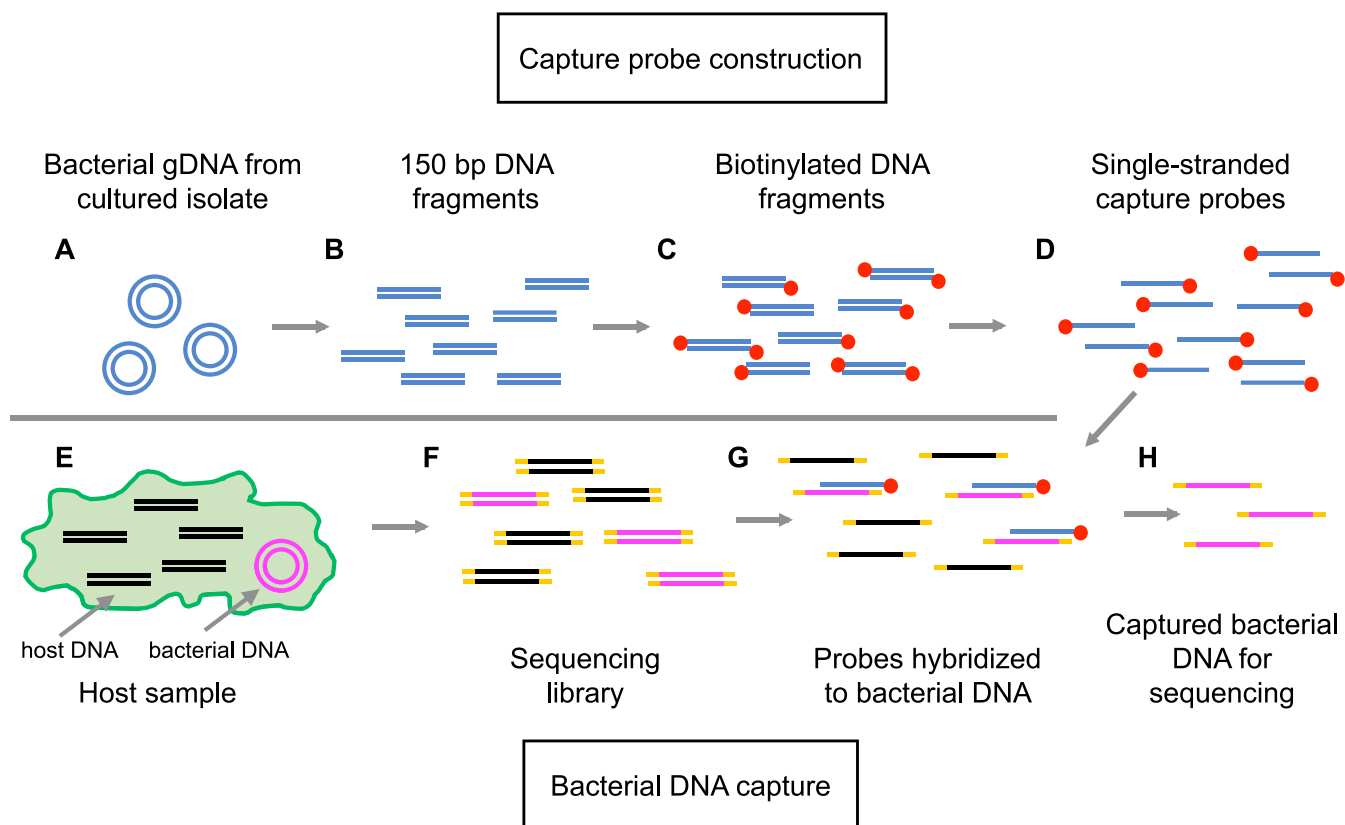 Capture probe construction
Bacterial gDNA from
cultured isolate
150 bp DNA
fragments
Biotinylated DNA
fragments
Single-stranded
capture probes
A
B
C
D
E
F
G
H
host DNA
bacterial DNA
Host sample
Sequencing
library
Probes hybridized
to bacterial DNA
Captured bacterial
DNA for
sequencing
Bacterial DNA capture